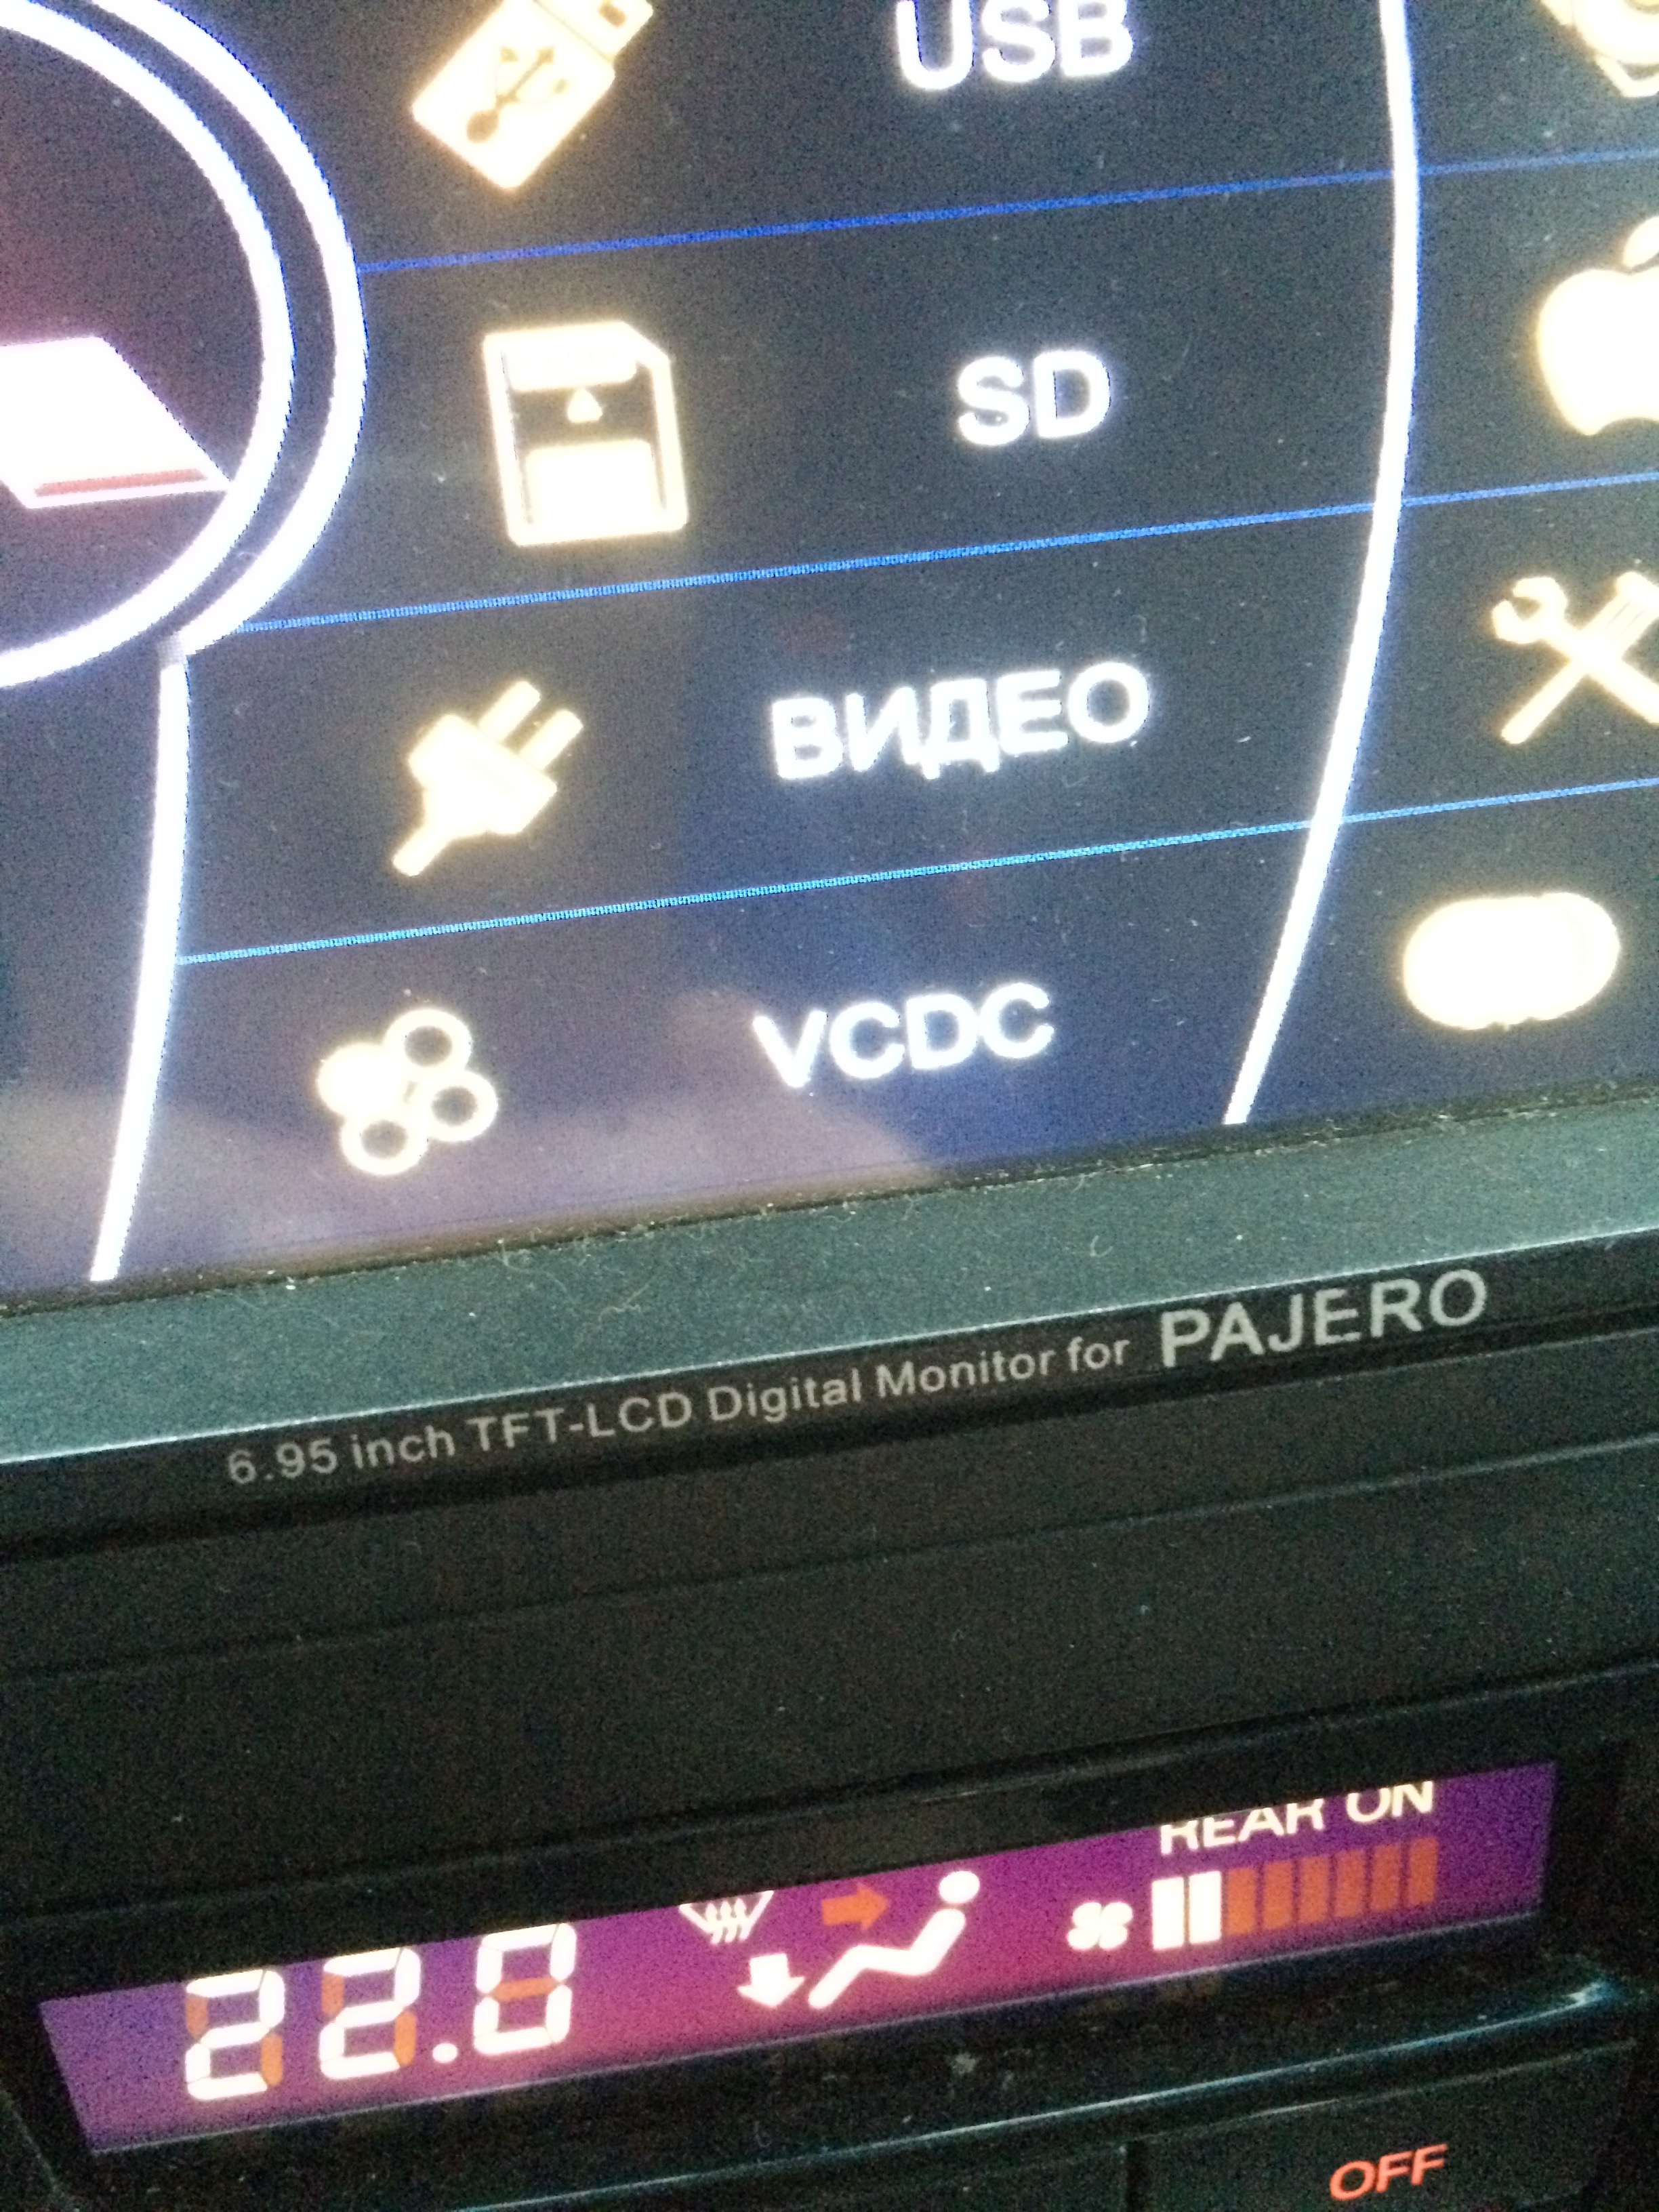 USB
SD
ВИДЕО
VCDC
6.95 inch TFT-LCD Digital Monitor for PAJERO
REAR ON
22.0
OFF